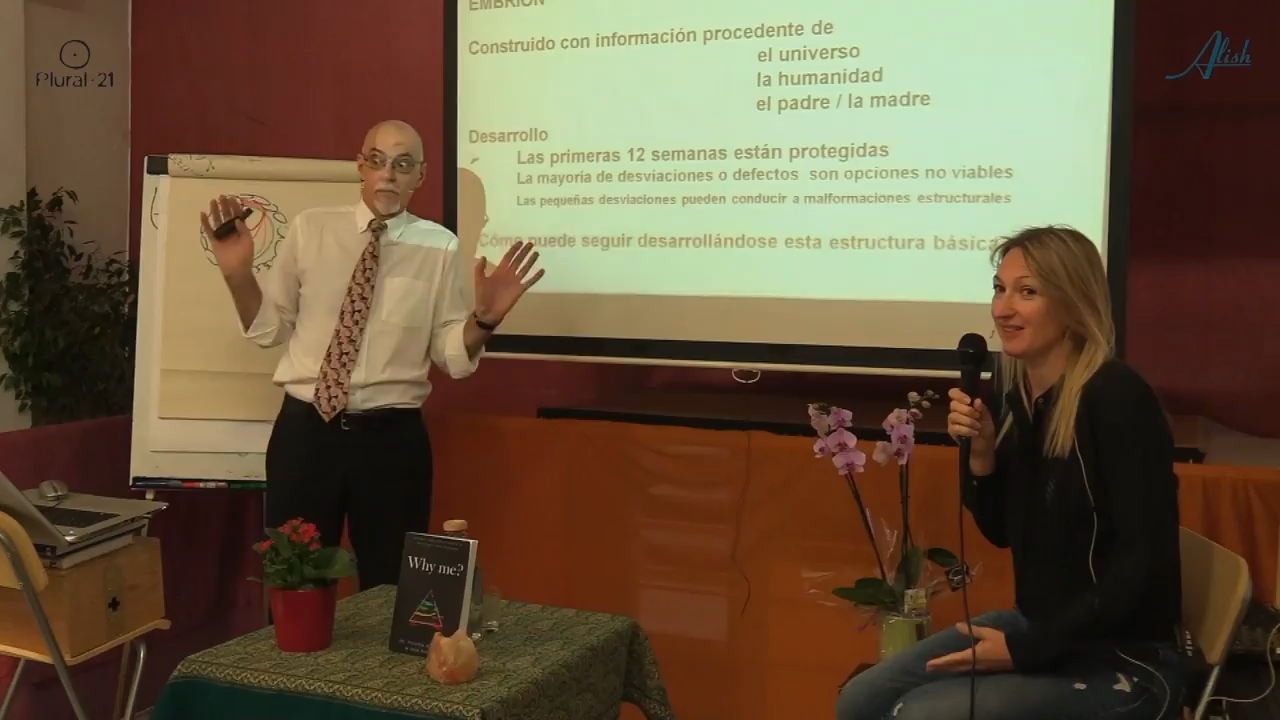 EMBRIÓN
Construido con información procedente de
el universo
la humanidad
el padre / la madre
Desarrollo
Las primeras 12 semanas están protegidas
La mayoría de desviaciones o defectos son opciones no viables
Las pequeñas desviaciones pueden conducir a malformaciones estructurales
Cómo puede seguir desarrollándose esta estructura básica
Plural-21
Alish
Why me?